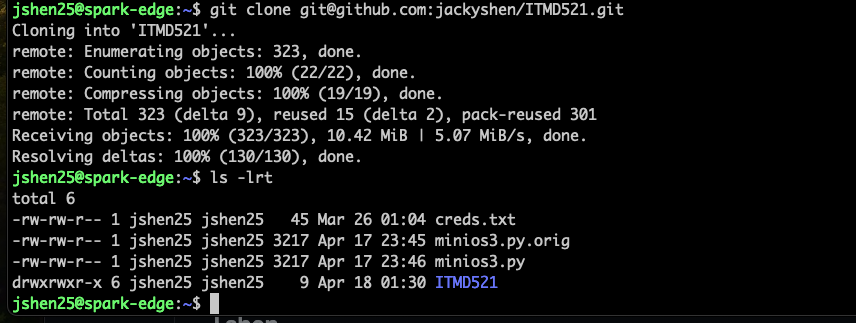 jshen25@spark-edge:~$ git clone git@github.com:jackyshen/ITMD521.git
Cloning into 'ITMD521'...
remote: Enumerating objects: 323, done.
remote: Counting objects: 100% (22/22), done.
remote: Compressing objects: 100% (19/19), done.
remote: Total 323 (delta 9), reused 15 (delta 2), pack-reused 301
Receiving objects: 100% (323/323), 10.42 MiB | 5.07 MiB/s, done.
Resolving deltas: 100% (130/130), done.
jshen25@spark-edge:~$ ls -lrt
total 6
-rw-rw-r-- 1 jshen25 jshen25   45 Mar 26 01:04 creds.txt
-rw-rw-r-- 1 jshen25 jshen25 3217 Apr 17 23:45 minios3.py.orig
-rw-rw-r-- 1 jshen25 jshen25 3217 Apr 17 23:46 minios3.py
drwxrwxr-x 6 jshen25 jshen25    9 Apr 18 01:30 ITMD521
jshen25@spark-edge:~$